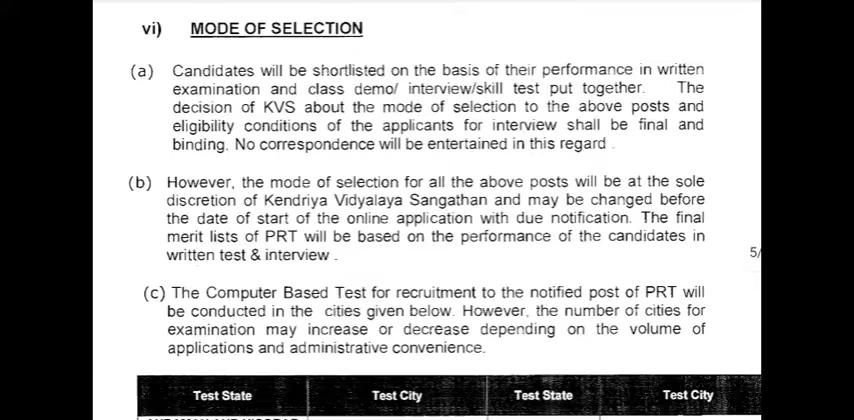 vi) MODE OF SELECTION
(a) Candidates will be shortlisted on the basis of their performance in written
examination and class demo/ interview/skill test put together. The
decision of KVS about the mode of selection to the above posts and
eligibility conditions of the applicants for interview shall be final and
binding. No correspondence will be entertained in this regard .
(b) However, the mode of selection for all the above posts will be at the sole
discretion of Kendriya Vidyalaya Sangathan and may be changed before
the date of start of the online application with due notification. The final
merit lists of PRT will be based on the performance of the candidates in
written test & interview .
5/
(c) The Computer Based Test for recruitment to the notified post of PRT will
be conducted in the cities given below. However, the number of cities for
examination may increase or decrease depending on the volume of
applications and administrative convenience.
Test State Test City Test State Test City